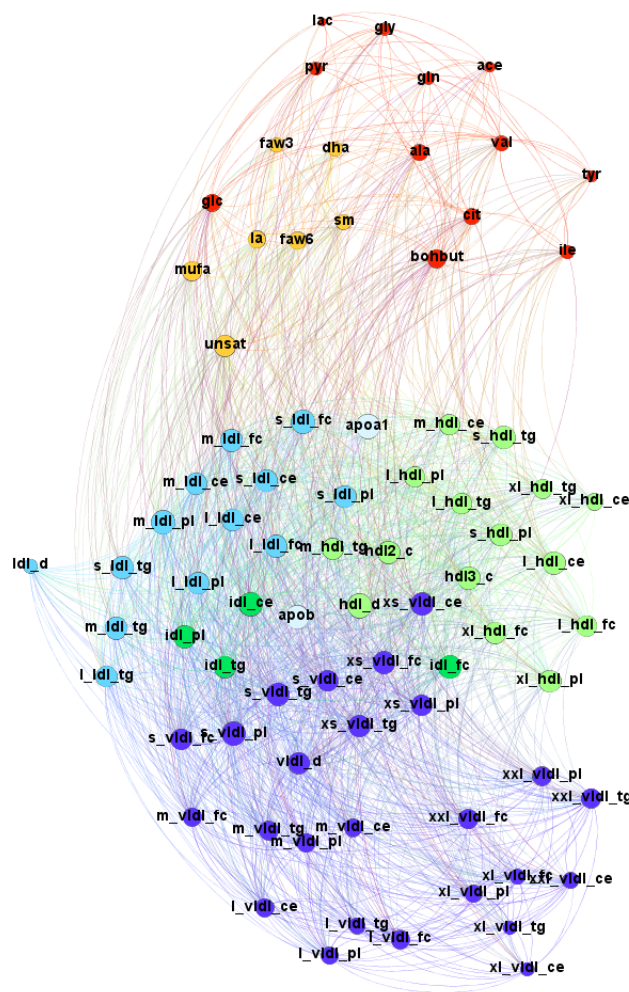 lac
gly
pyr
gln
ace
faw3
dha
ala
val
tyr
glc
la
faw6
sm
cit
mufa
bohbut
ile
unsat
s_ldl_fc
apoa1
m_hdl_ce
m_ldl_fc
s_hdl_tg
m_ldl_ce
s_ldl_ce
l_hdl_pl
s_ldl_pl
l_hdl_tg
xl_hdl_tg
xl_hdl_ce
m_ldl_pl
l_ldl_ce
l_ldl_fc
m_hdl_tg
hdl2_c
s_hdl_pl
ldl_d
s_ldl_tg
l_ldl_pl
hdl3_c
l_hdl_ce
idl_ce
apob
hdl_d
xs_vldl_ce
m_ldl_tg
idl_pl
xl_hdl_fc
l_hdl_fc
l_ldl_tg
idl_tg
s_vldl_tg
s_vldl_ce
xs_vldl_fc
idl_fc
xl_hdl_pl
s_vldl_fc
s_vldl_pl
xs_vldl_tg
xs_vldl_pl
vldl_d
xxl_vldl_pl
xxl_vldl_tg
m_vldl_fc
m_vldl_tg
m_vldl_pl
m_vldl_ce
xxl_vldl_fc
xl_vldl_fc
xl_vldl_pl
xxl_vldl_ce
l_vldl_ce
l_vldl_tg
l_vldl_fc
xl_vldl_tg
l_vldl_pl
xl_vldl_ce